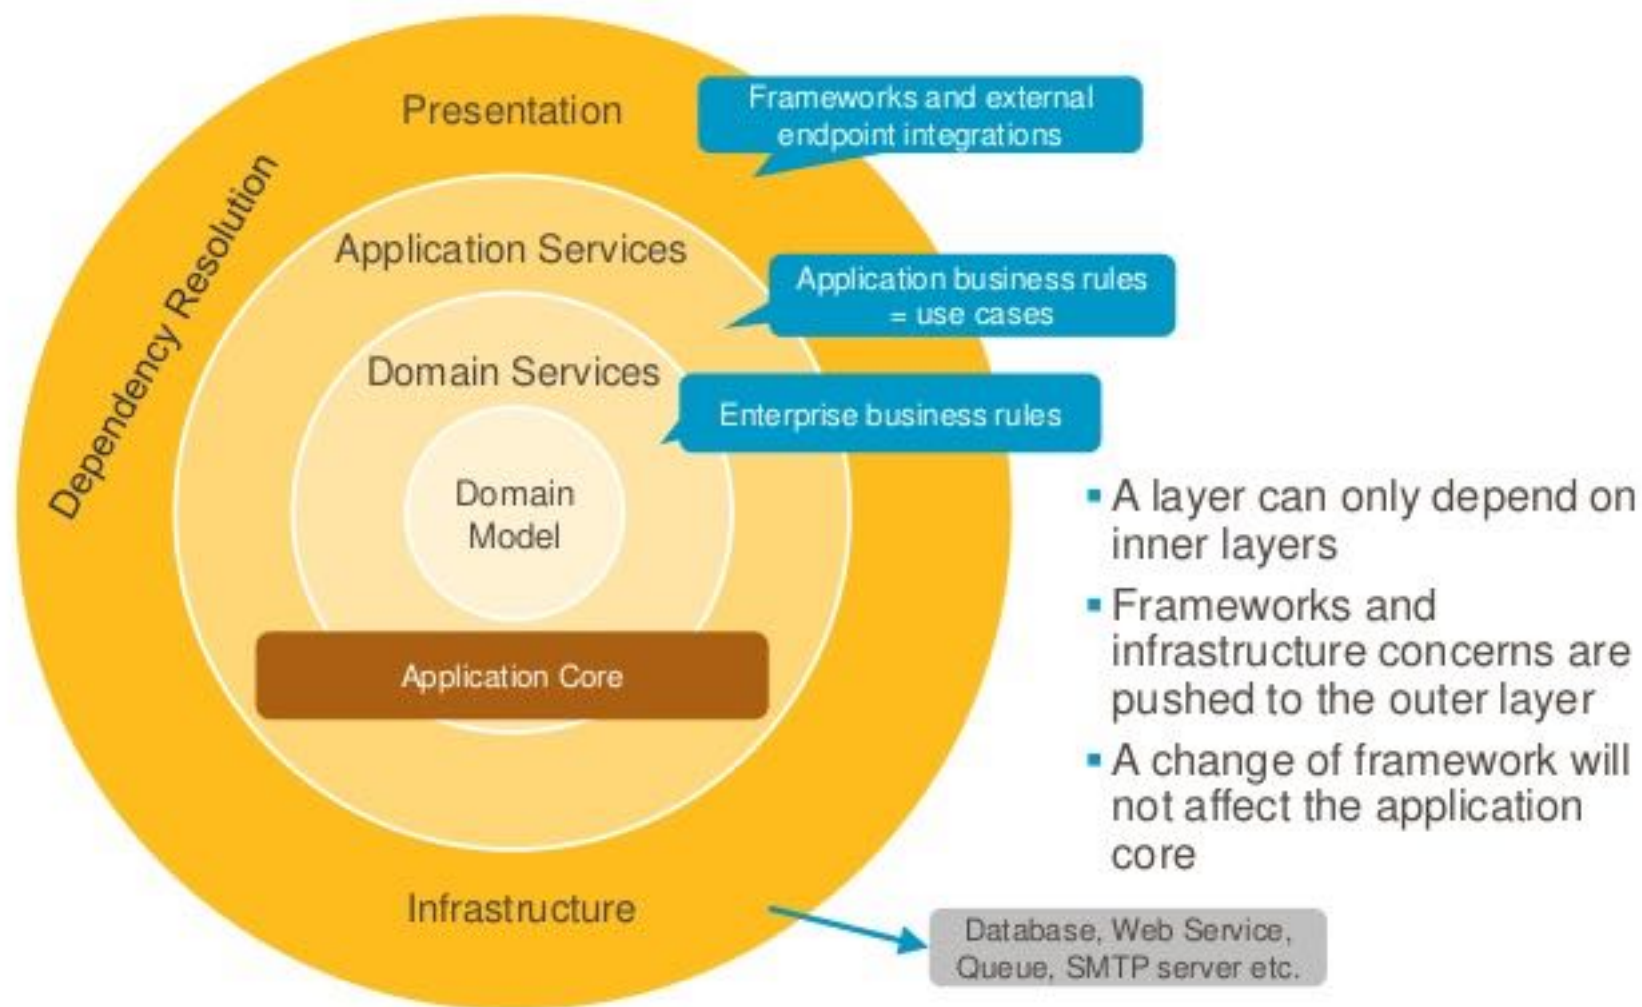 Presentation
Frameworks and external
endpoint integrations
Dependency Resolution
Application Services
Application business rules
= use cases
Domain Services
Enterprise business rules
Domain
Model
Application Core
Infrastructure
▪ A layer can only depend on
inner layers
▪ Frameworks and
infrastructure concerns are
pushed to the outer layer
▪ A change of framework will
not affect the application
core
Database, Web Service,
Queue, SMTP server etc.